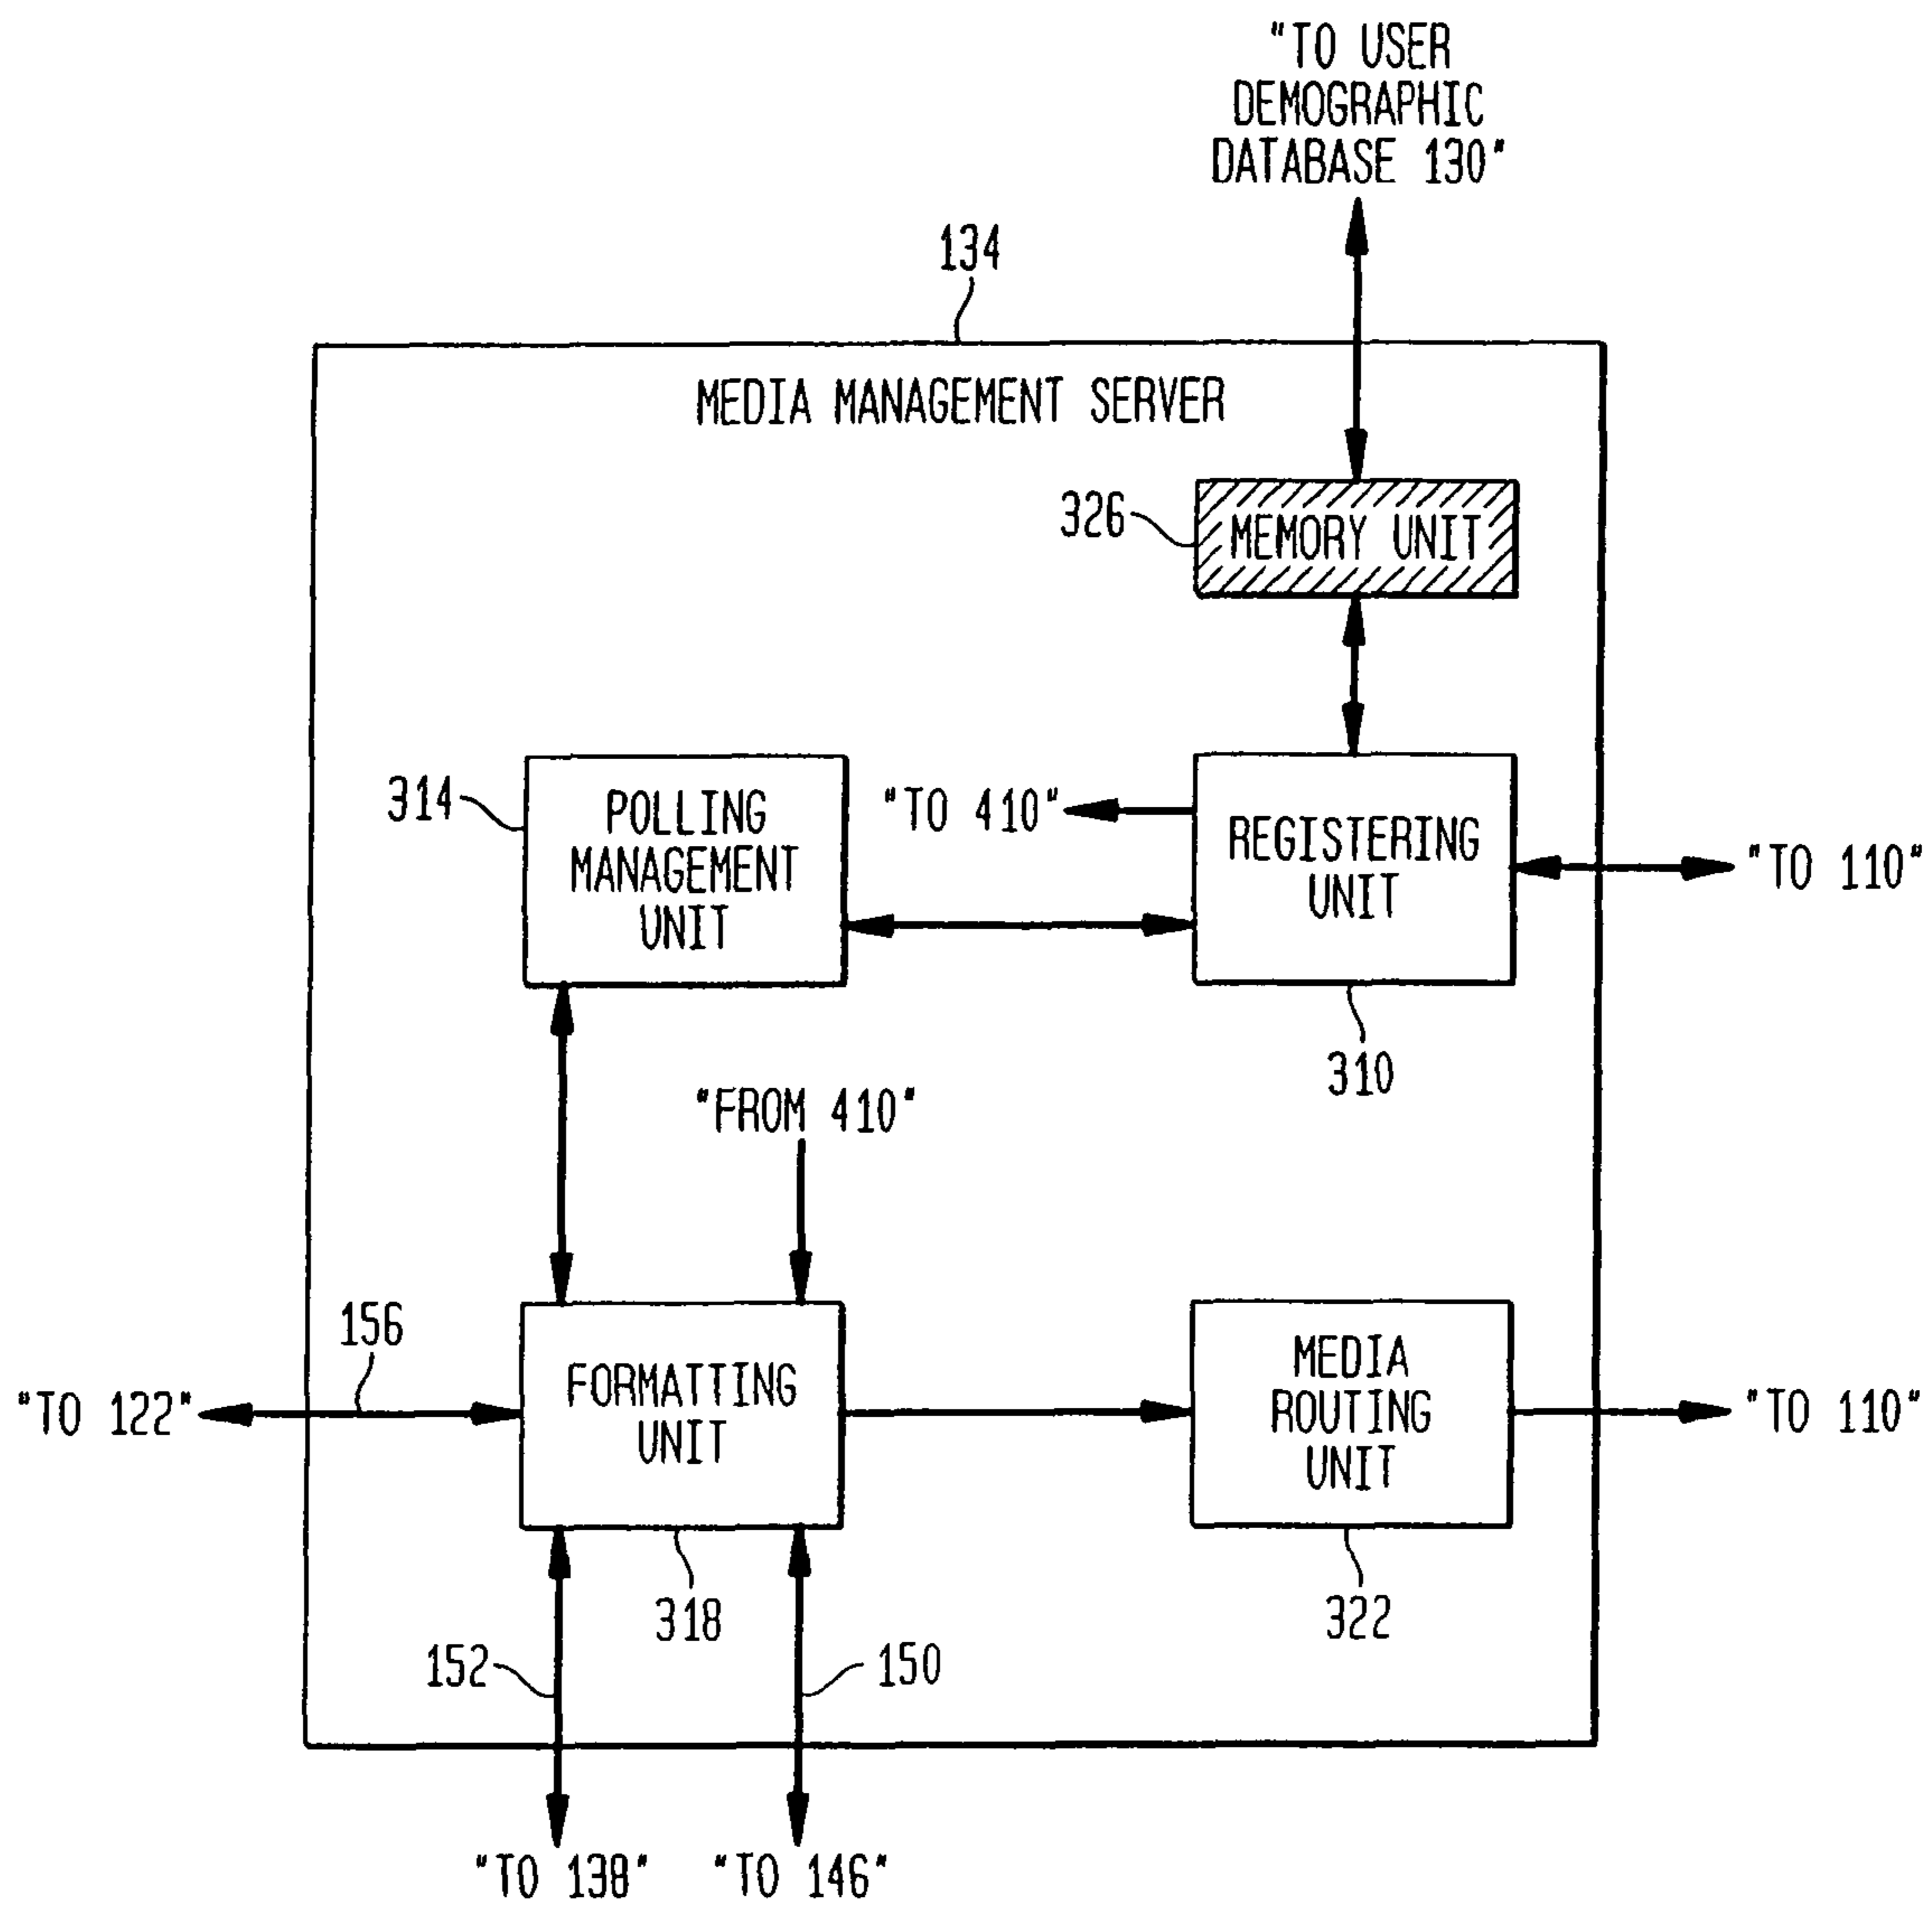 "TO USER
DEMOGRAPHIC
DATABASE 130"
134
MEDIA MANAGEMENT SERVER
326
MEMORY UNIT
314
POLLING
MANAGEMENT
UNIT
"TO 410"
REGISTERING
UNIT
"TO 110"
310
"FROM 410"
156
"TO 122"
FORMATTING
UNIT
MEDIA
ROUTING
UNIT
"TO 110"
318
322
152
150
"TO 138"
"TO 146"